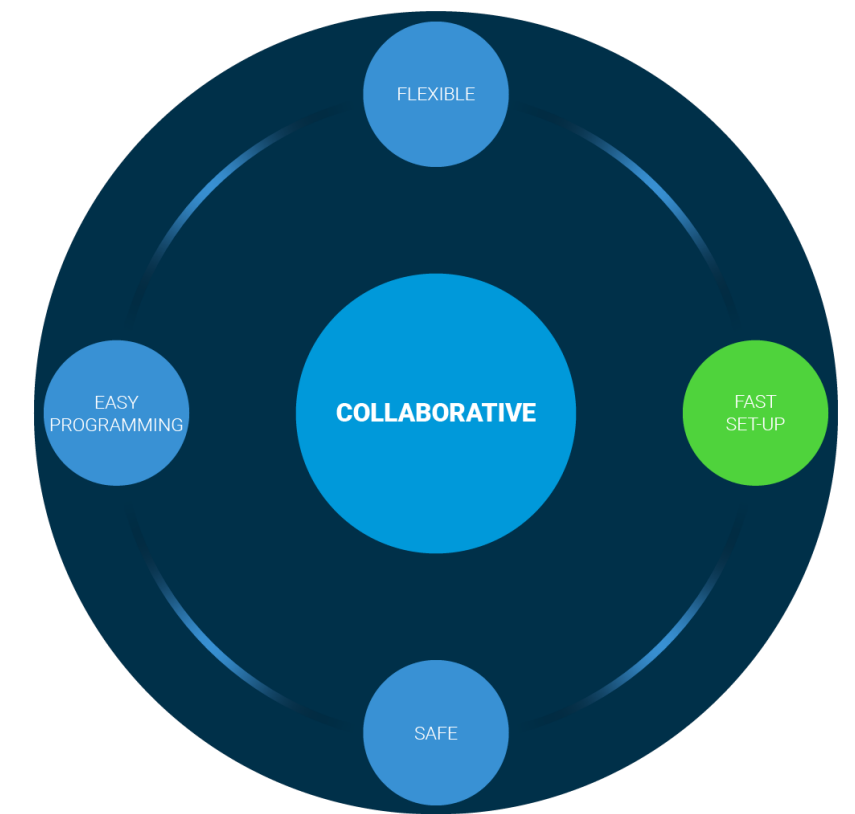 FLEXIBLE
EASY
PROGRAMMING
COLLABORATIVE
FAST
SET-UP
SAFE